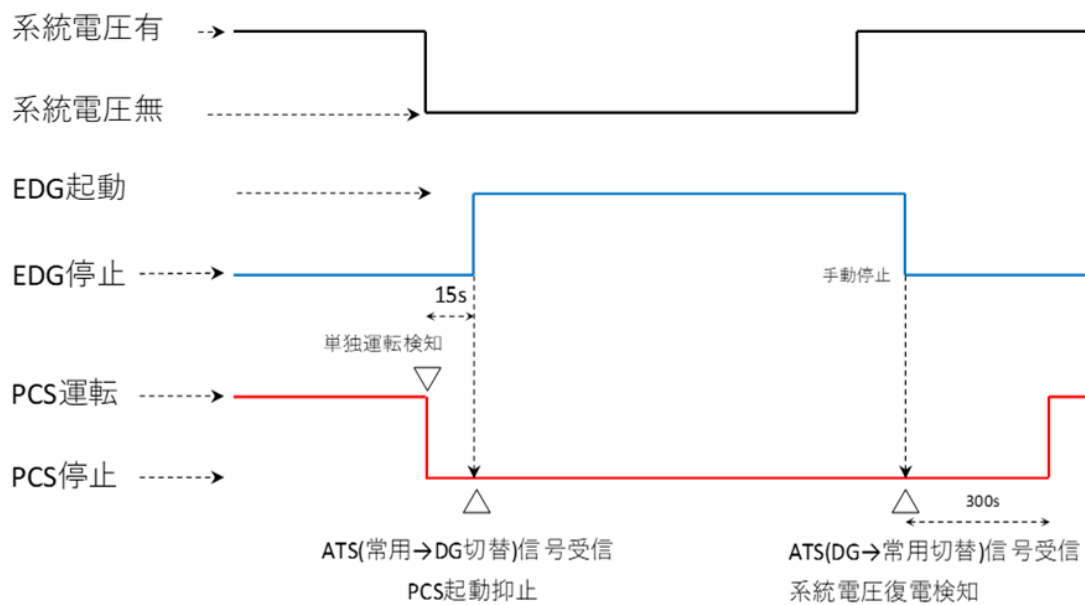 系統電圧有
系統電圧無
EDG起動
EDG停止
手動停止
15s
単独運転検知
PCS運転
PCS停止
300s
ATS(常用→DG切替)信号受信
PCS起動抑止
ATS(DG→常用切替)信号受信
系統電圧復電検知